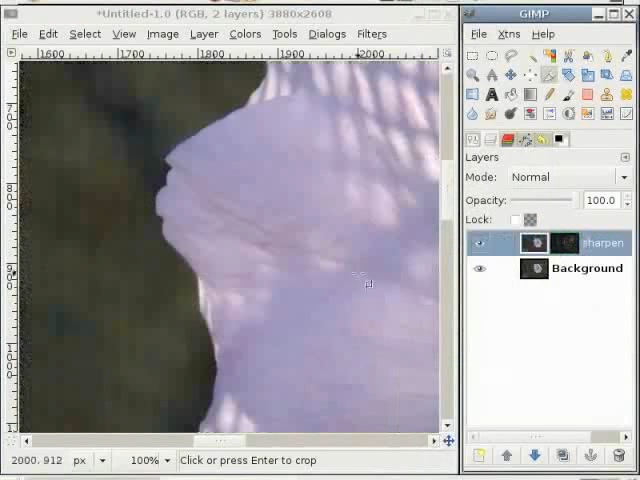 *Untitled-1.0 (RGB, 2 layers) 3880x2608
File Edit Select View Image Layer Colors Tools Dialogs Filters
1600 1700 1800 1900 2000
2000, 912 px 100% Click or press Enter to crop
GIMP
File Xtns Help
Layers
Mode: Normal
Opacity: 100.0
Lock:
sharpen
Background